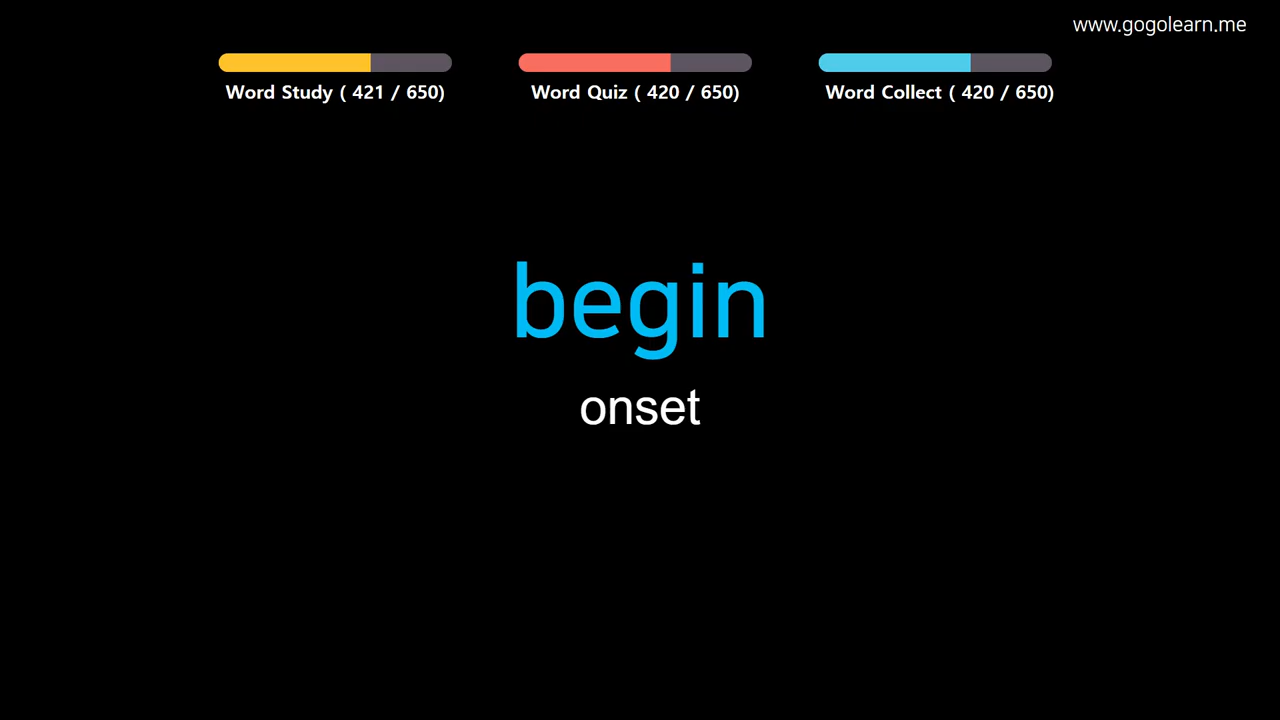 www.gogolearn.me
Word Study ( 421 / 650)
Word Quiz ( 420 / 650)
Word Collect ( 420 / 650)
begin
onset